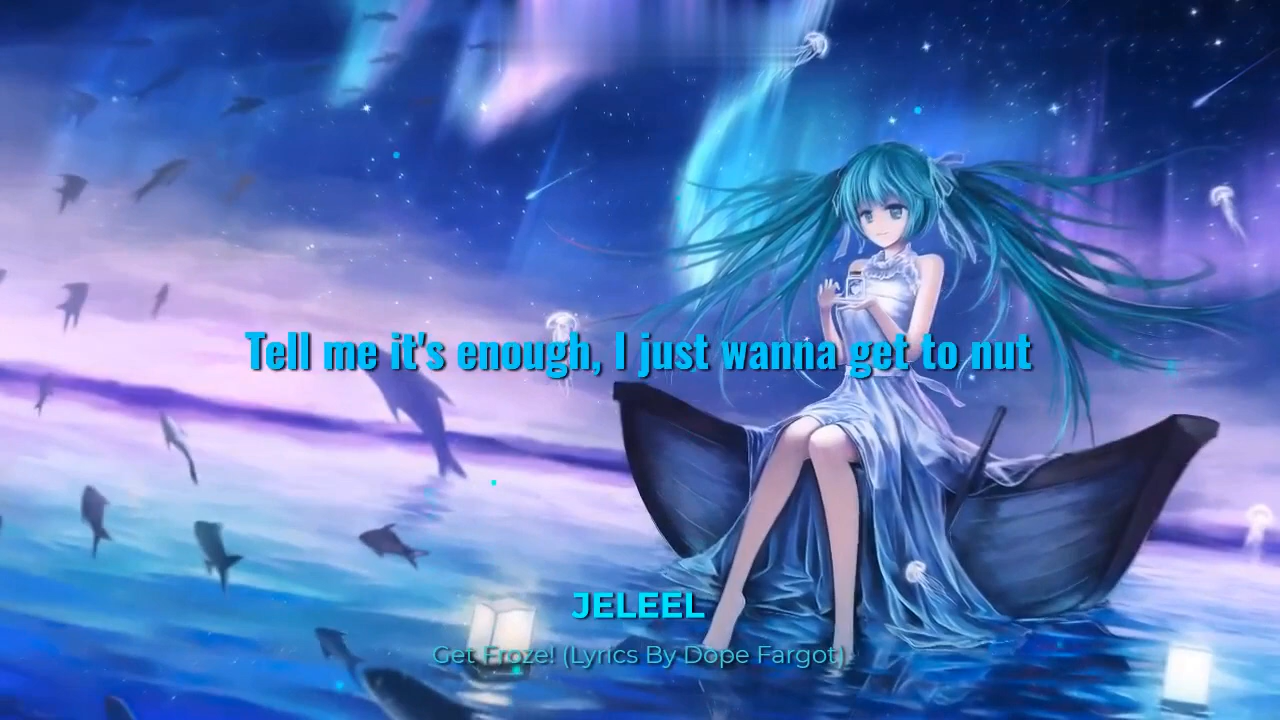 Tell me it's enough, I just wanna get to nut
JELEEL
Get Froze! (Lyrics By Dope Fargot)